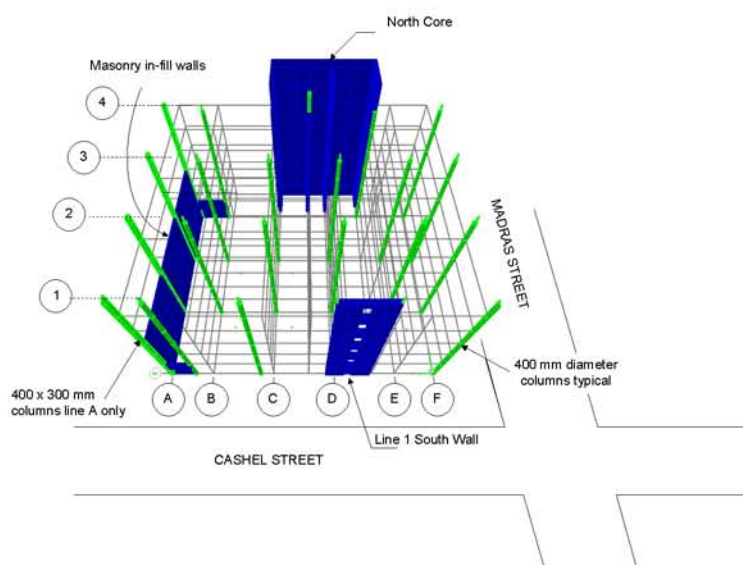 North Core
Masonry in-fill walls
4
3
2
1
MADRAS STREET
400 x 300 mm
columns line A only
400 mm diameter
columns typical
A
B
C
D
E
F
Line 1 South Wall
CASHEL STREET